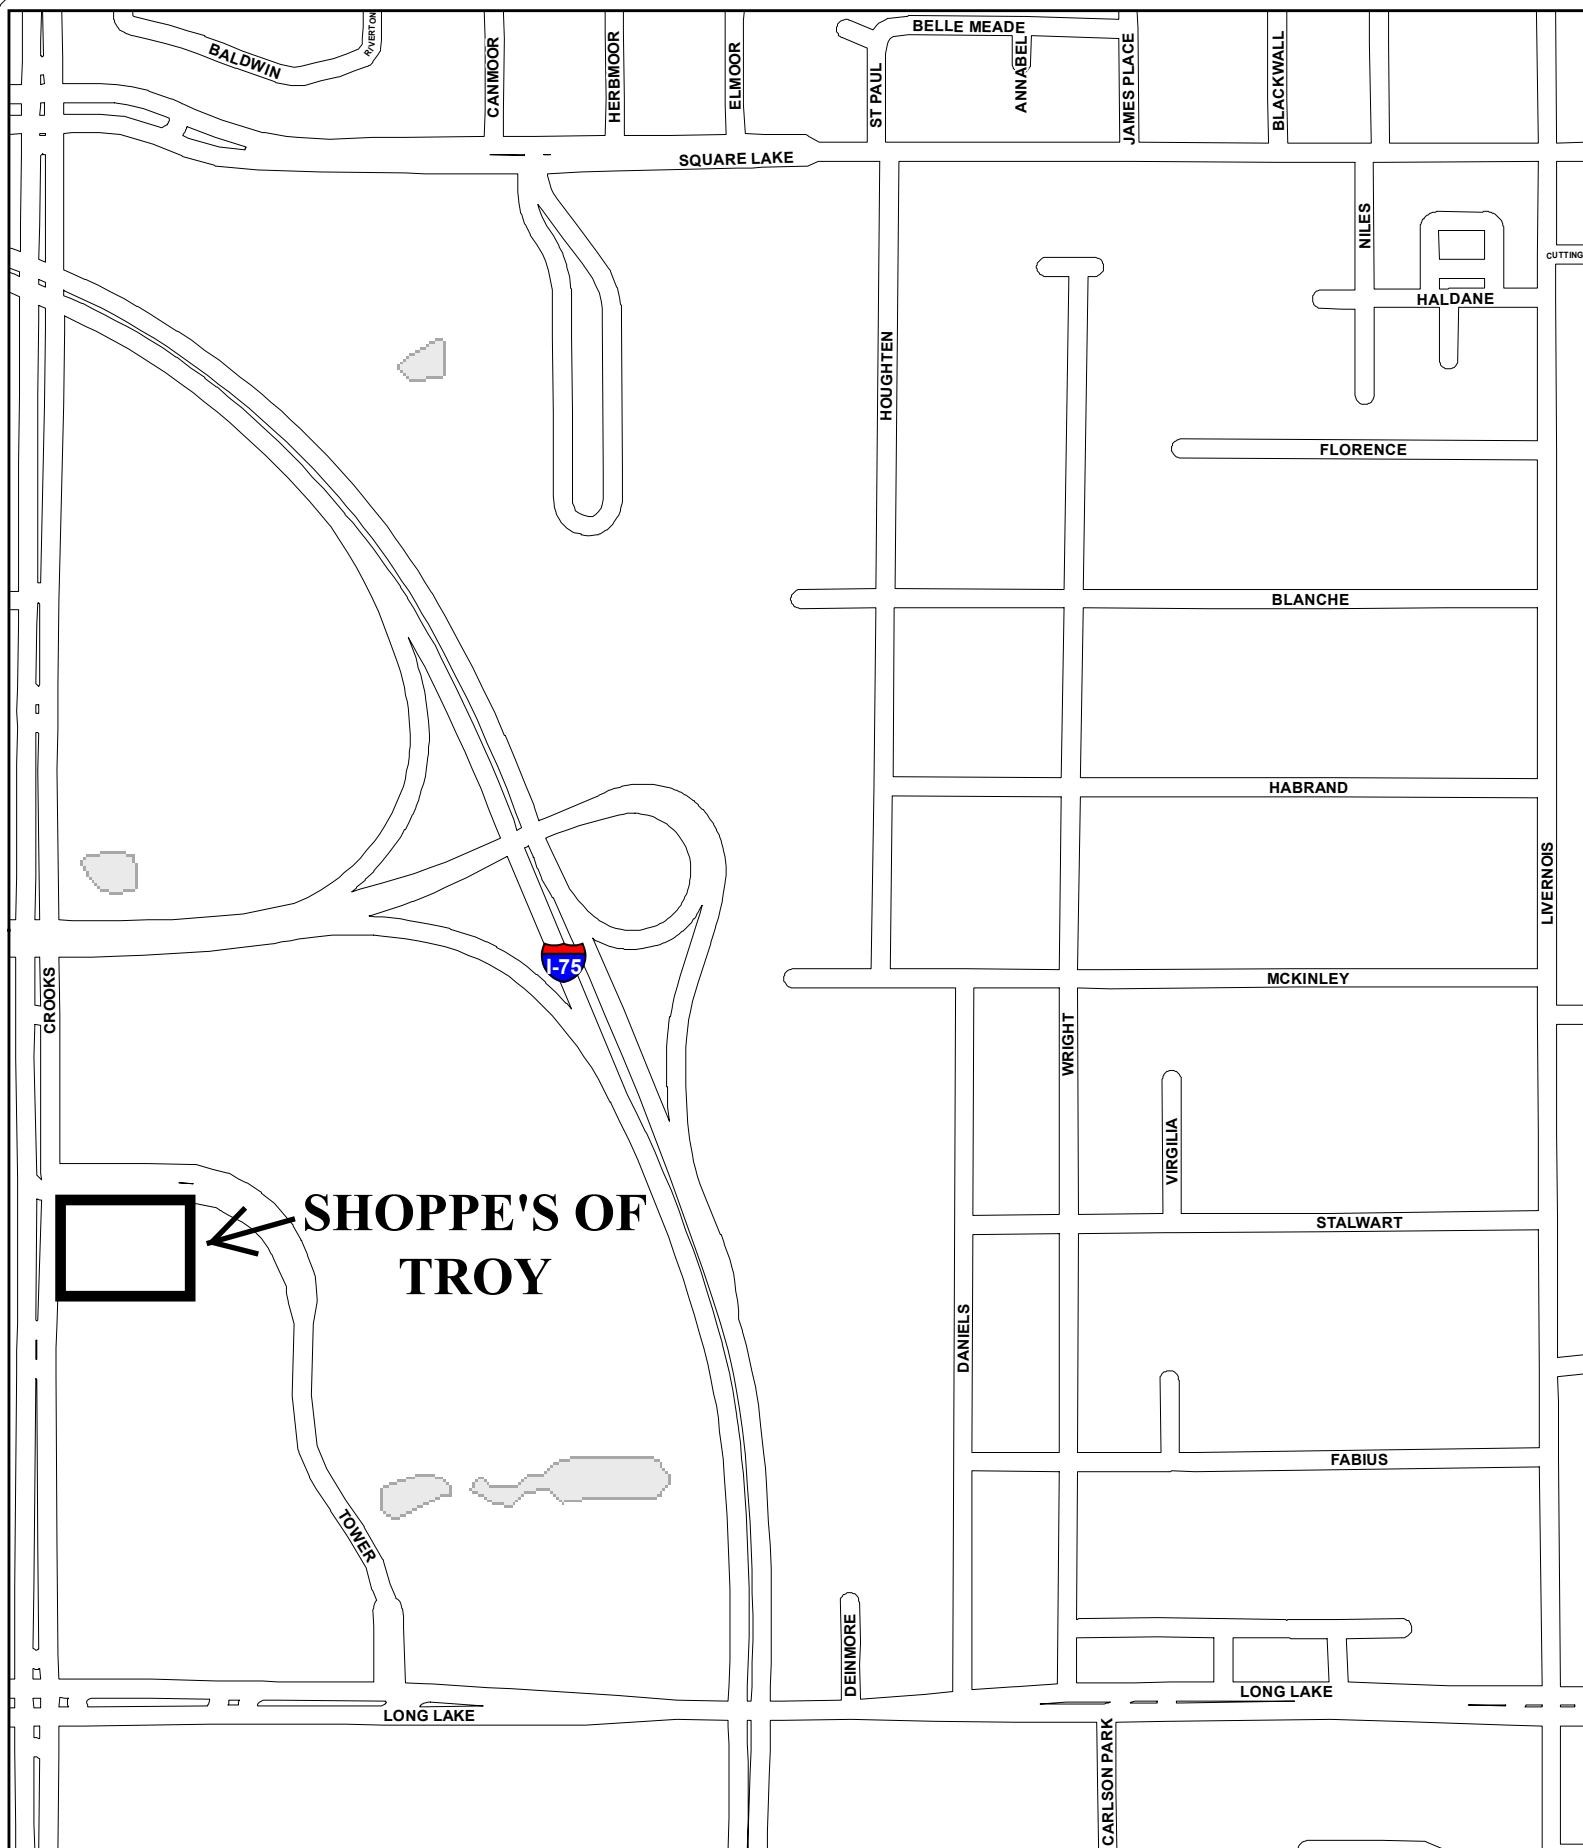 BALDWIN
RIVERTON
CANMOOR
HERBMOOR
ELMOOR
ST PAUL
BELLE MEADE
ANNABEL
JAMES PLACE
BLACKWALL
SQUARE LAKE
NILES
CUTTING
HALDANE
HOUGHTEN
FLORENCE
BLANCHE
HABRAND
LIVERNOIS
I-75
MCKINLEY
CROOKS
WRIGHT
VIRGILIA
SHOPPE'S OF
TROY
STALWART
DANIELS
FABIUS
TOWER
DEINMORE
LONG LAKE
LONG LAKE
CARLSON PARK